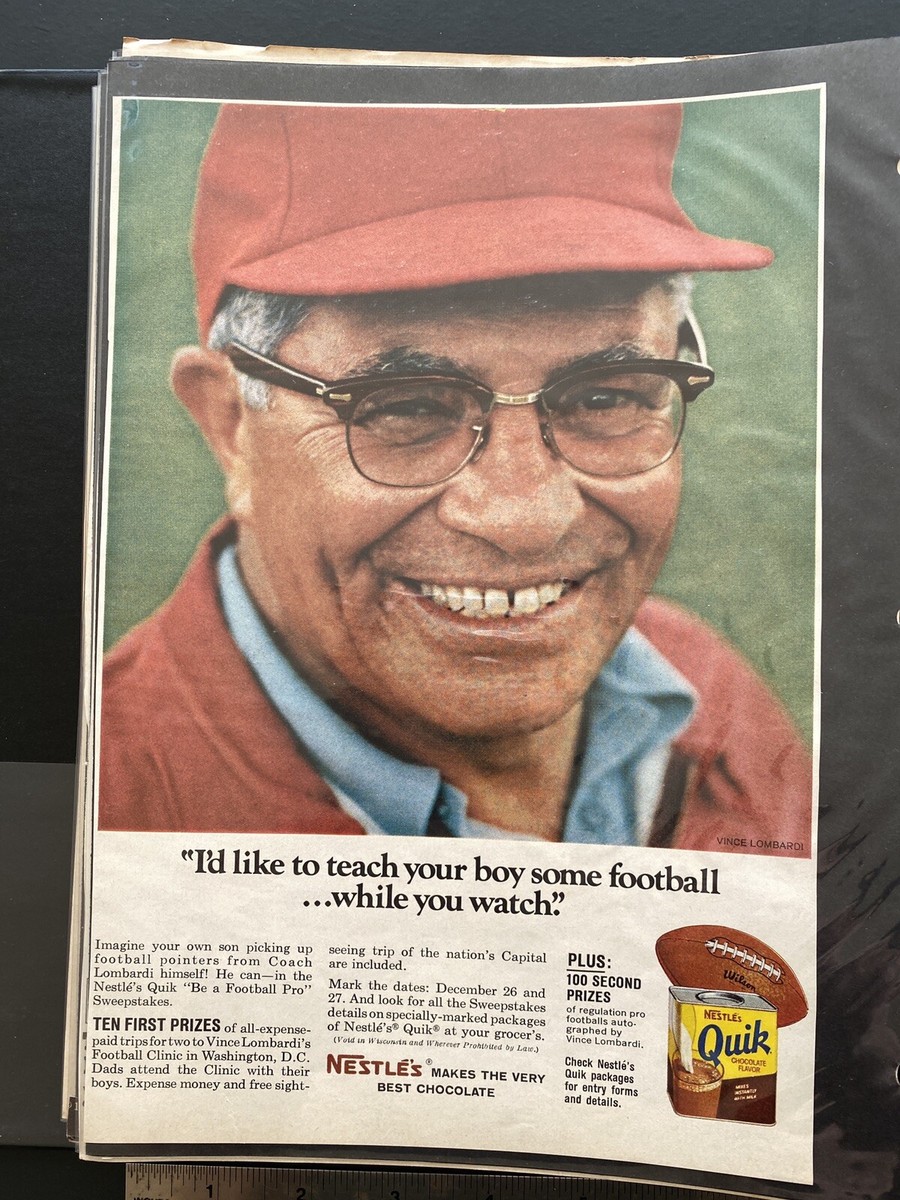 VINCE LOMBARDI
"I'd like to teach your boy some football
...while you watch."
Imagine your own son picking up
football pointers from Coach
Lombardi himself! He can—in the
Nestlé's Quik "Be a Football Pro"
Sweepstakes.
TEN FIRST PRIZES of all-expense-
paid trips for two to Vince Lombardi's
Football Clinic in Washington, D.C.
Dads attend the Clinic with their
boys. Expense money and free sight-
seeing trip of the nation's Capital
are included.
Mark the dates: December 26 and
27. And look for all the Sweepstakes
details on specially-marked packages
of Nestlé's® Quik® at your grocer's.
(Void in Wisconsin and Wherever Prohibited by Law.)
NESTLÉ'S® MAKES THE VERY
BEST CHOCOLATE
PLUS:
100 SECOND
PRIZES
of regulation pro
footballs auto-
graphed by
Vince Lombardi.
Check Nestlé's
Quik packages
for entry forms
and details.
Wilson
NESTLÉ'S
Quik
CHOCOLATE
FLAVOR
MIXES
INSTANTLY
WITH MILK
1 2 3